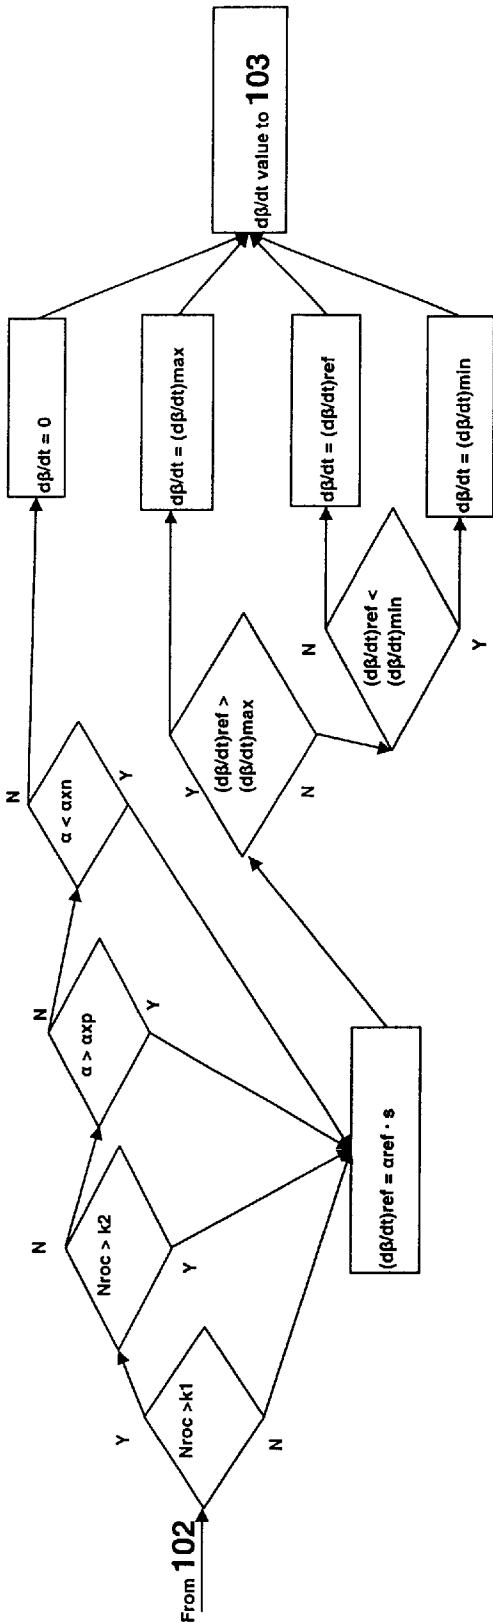 From 102
Nroc >k1
Y
N
Nroc > k2
N
Y
α > αxp
N
Y
α < αxn
N
Y
(dβ/dt)ref = αref · s
(dβ/dt)ref >
(dβ/dt)max
Y
N
(dβ/dt)ref <
(dβ/dt)min
N
Y
dβ/dt = 0
dβ/dt = (dβ/dt)max
dβ/dt = (dβ/dt)ref
dβ/dt = (dβ/dt)min
dβ/dt value to 103